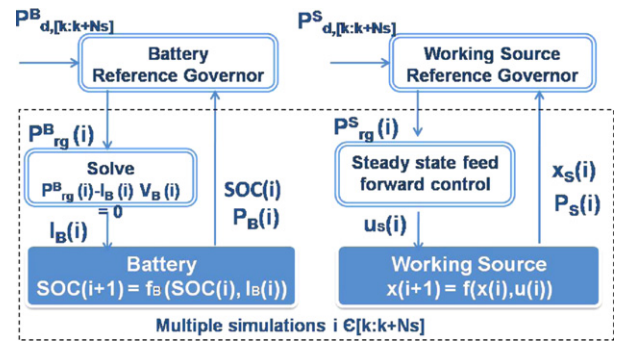 P^B_d,[k:k+Ns]
Battery
Reference Governor
P^B_rg (i)
Solve
P^B_rg (i)-I_B (i) V_B (i)
= 0
I_B(i)
SOC(i)
P_B(i)
Battery
SOC(i+1) = f_B (SOC(i), I_B(i))
P^S_d,[k:k+Ns]
Working Source
Reference Governor
P^S_rg (i)
Steady state feed
forward control
u_s(i)
x_S(i)
P_S(i)
Working Source
x(i+1) = f(x(i),u(i))
Multiple simulations i Є[k:k+Ns]